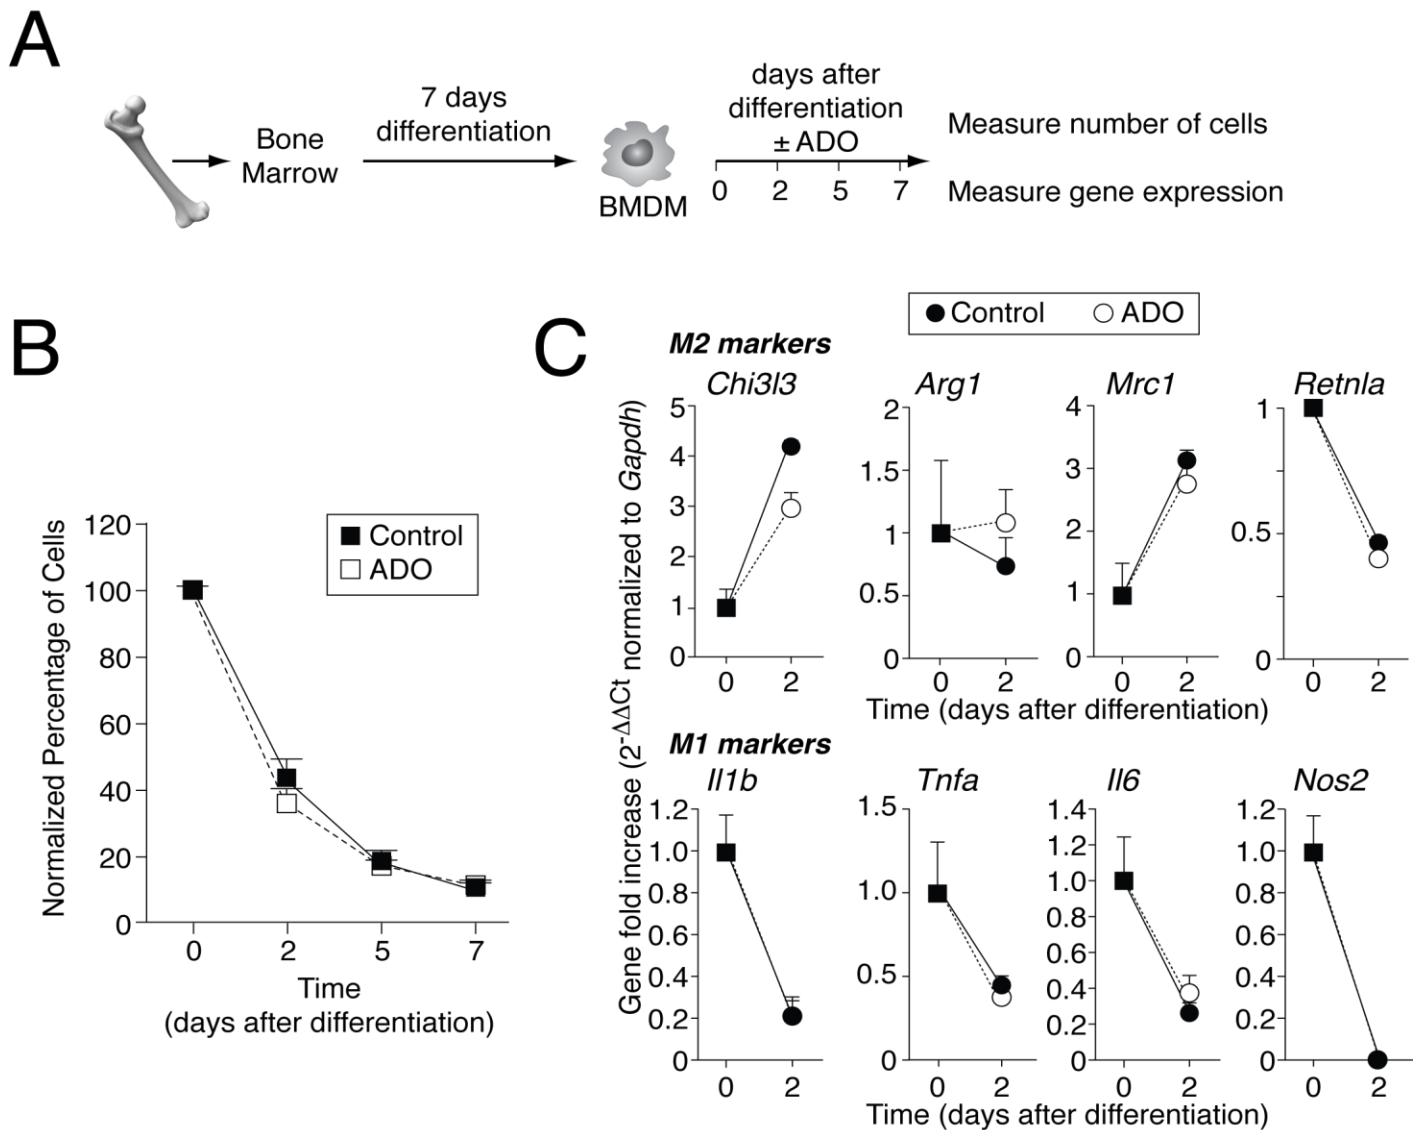 A
Bone
Marrow
7 days
differentiation
BMDM
days after
differentiation
± ADO
0 2 5 7
Measure number of cells
Measure gene expression
B
Normalized Percentage of Cells
120
100
80
60
40
20
0
Control
ADO
0 2 5 7
Time
(days after differentiation)
C
Control ADO
Gene fold increase (2-ΔΔCt normalized to Gapdh)
M2 markers
Chi3l3
5
4
3
2
1
0
0 2
Arg1
2
1.5
1
0.5
0
0 2
Mrc1
4
3
2
1
0
0 2
Retnla
1
0.5
0
0 2
Time (days after differentiation)
M1 markers
Il1b
1.2
1.0
0.8
0.6
0.4
0.2
0
0 2
Tnfa
1.5
1.0
0.5
0
0 2
Il6
1.4
1.2
1.0
0.8
0.6
0.4
0.2
0
0 2
Nos2
1.2
1.0
0.8
0.6
0.4
0.2
0
0 2
Time (days after differentiation)